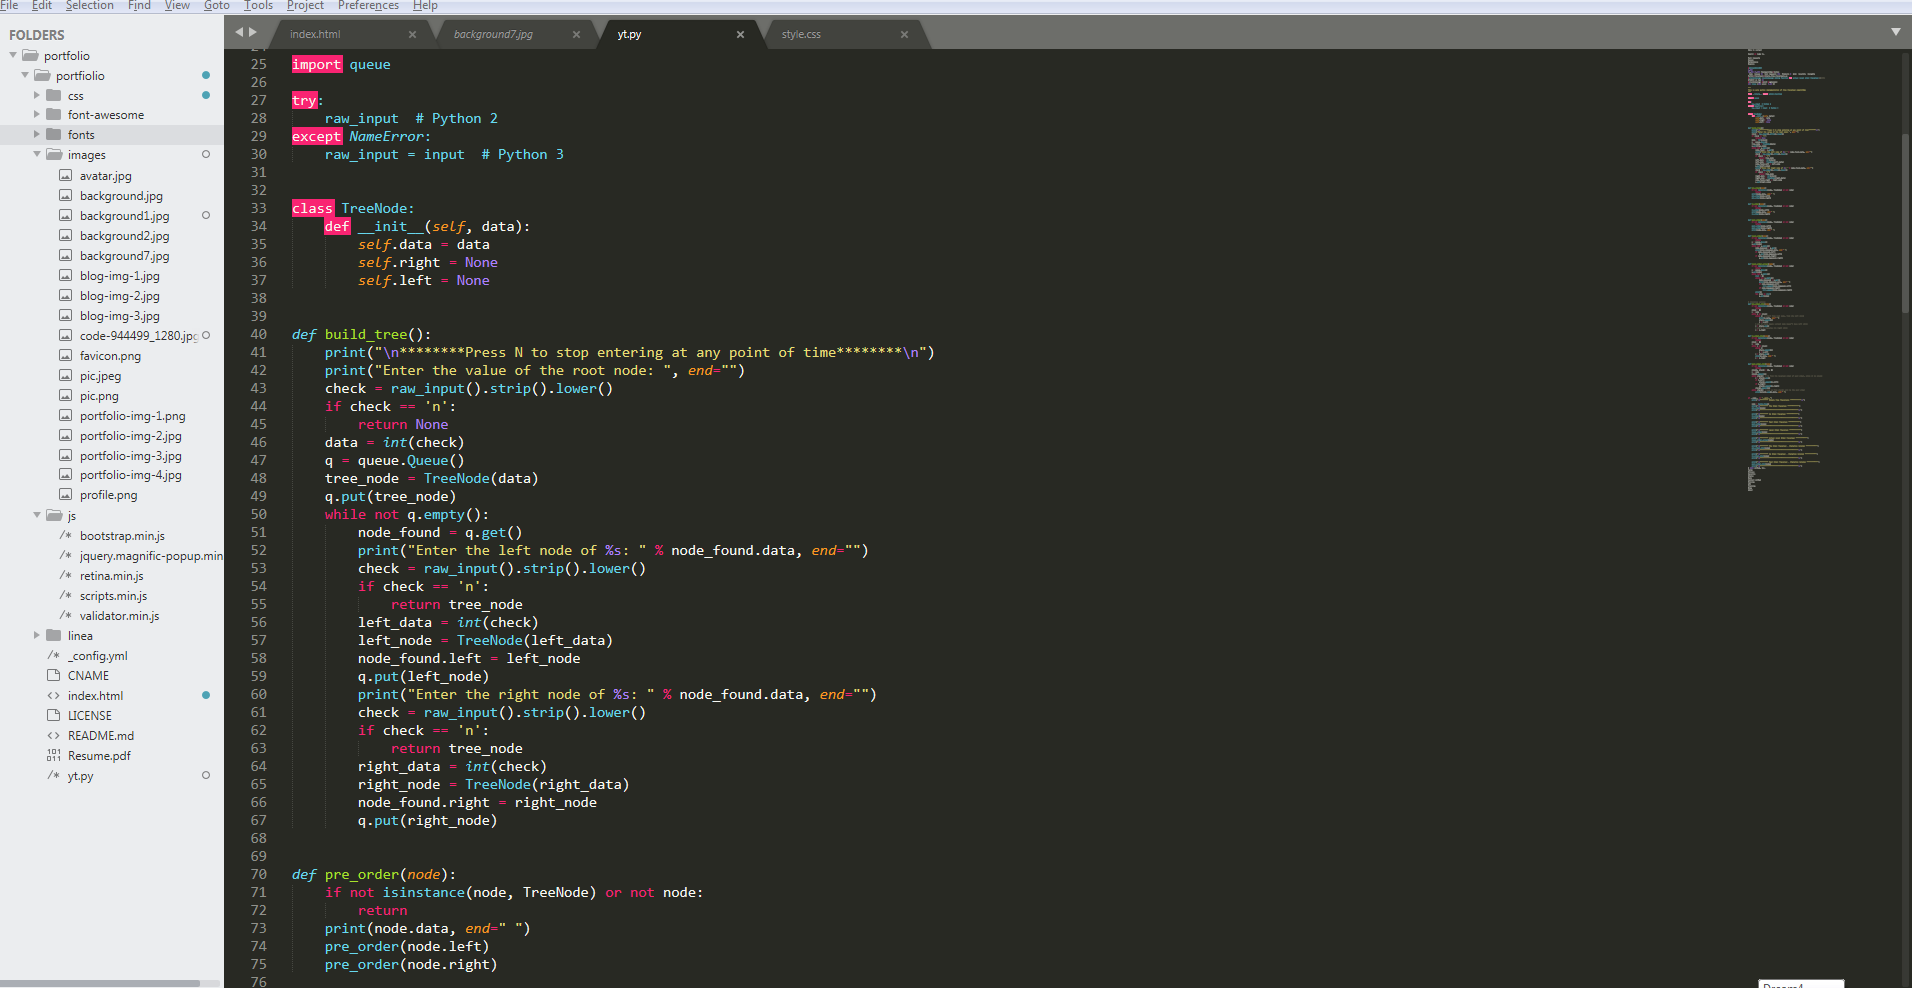 File Edit Selection Find View Goto Tools Project Preferences Help
FOLDERS
portfolio
portfiolio
css
font-awesome
fonts
images
avatar.jpg
background.jpg
background1.jpg
background2.jpg
background7.jpg
blog-img-1.jpg
blog-img-2.jpg
blog-img-3.jpg
code-944499_1280.jpg
favicon.png
pic.jpeg
pic.png
portfolio-img-1.png
portfolio-img-2.jpg
portfolio-img-3.jpg
portfolio-img-4.jpg
profile.png
js
/* bootstrap.min.js
/* jquery.magnific-popup.min
/* retina.min.js
/* scripts.min.js
/* validator.min.js
linea
/* _config.yml
CNAME
<> index.html
LICENSE
<> README.md
Resume.pdf
/* yt.py
index.html × background7.jpg × yt.py × style.css ×
25 import queue
26
27 try:
28     raw_input  # Python 2
29 except NameError:
30     raw_input = input  # Python 3
31
32
33 class TreeNode:
34     def __init__(self, data):
35         self.data = data
36         self.right = None
37         self.left = None
38
39
40 def build_tree():
41     print("\n********Press N to stop entering at any point of time********\n")
42     print("Enter the value of the root node: ", end="")
43     check = raw_input().strip().lower()
44     if check == 'n':
45         return None
46     data = int(check)
47     q = queue.Queue()
48     tree_node = TreeNode(data)
49     q.put(tree_node)
50     while not q.empty():
51         node_found = q.get()
52         print("Enter the left node of %s: " % node_found.data, end="")
53         check = raw_input().strip().lower()
54         if check == 'n':
55             return tree_node
56         left_data = int(check)
57         left_node = TreeNode(left_data)
58         node_found.left = left_node
59         q.put(left_node)
60         print("Enter the right node of %s: " % node_found.data, end="")
61         check = raw_input().strip().lower()
62         if check == 'n':
63             return tree_node
64         right_data = int(check)
65         right_node = TreeNode(right_data)
66         node_found.right = right_node
67         q.put(right_node)
68
69
70 def pre_order(node):
71     if not isinstance(node, TreeNode) or not node:
72         return
73     print(node.data, end=" ")
74     pre_order(node.left)
75     pre_order(node.right)
76